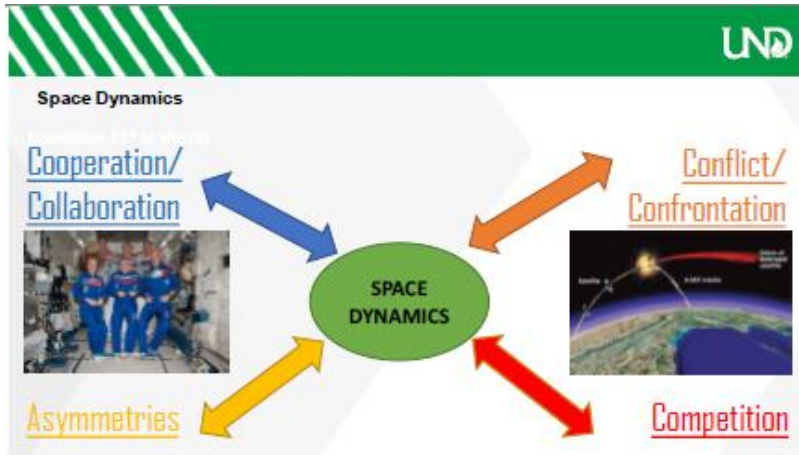 UND
Space Dynamics
Cooperation/
Collaboration
Conflict/
Confrontation
SPACE
DYNAMICS
Asymmetries
Competition